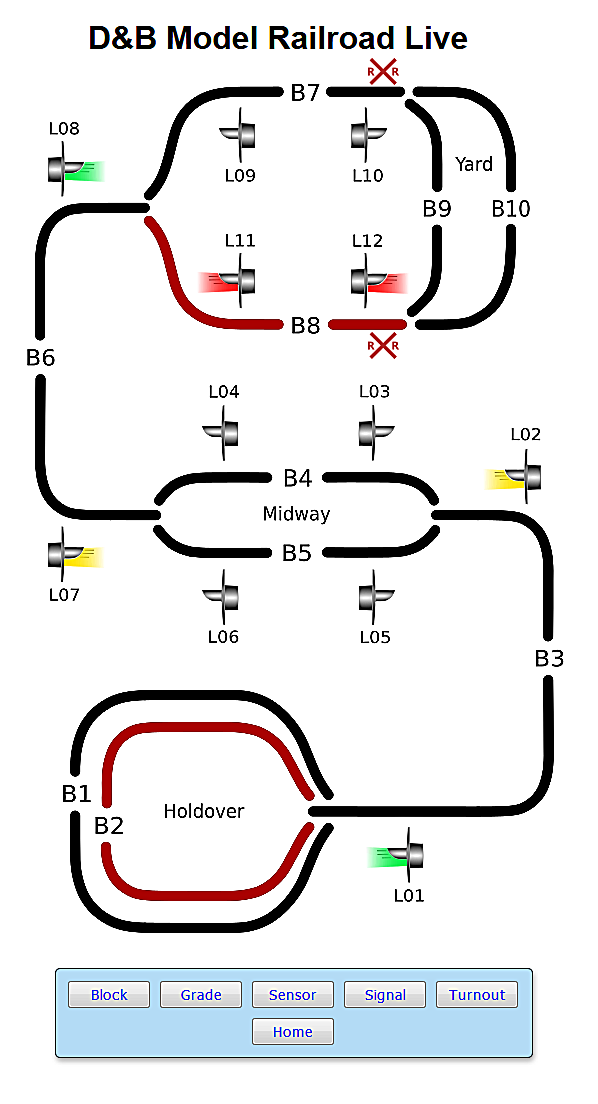 D&B Model Railroad Live
R R
B7
L08
L09
L10
Yard
B9
B10
L11
L12
B8
R R
B6
L04
L03
L02
B4
Midway
B5
L07
L06
L05
B3
B1
Holdover
B2
L01
Block Grade Sensor Signal Turnout
Home